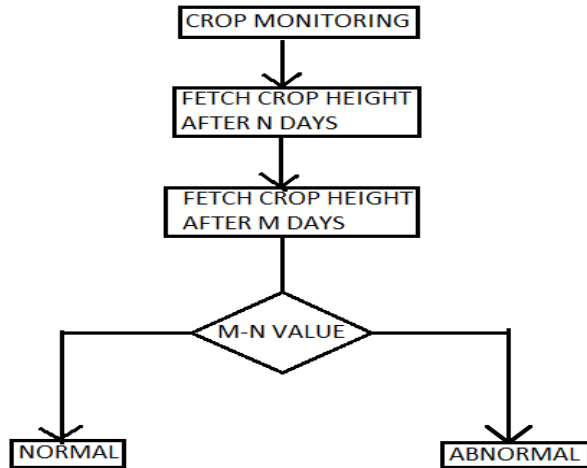 CROP MONITORING
FETCH CROP HEIGHT
AFTER N DAYS
FETCH CROP HEIGHT
AFTER M DAYS
M-N VALUE
NORMAL
ABNORMAL